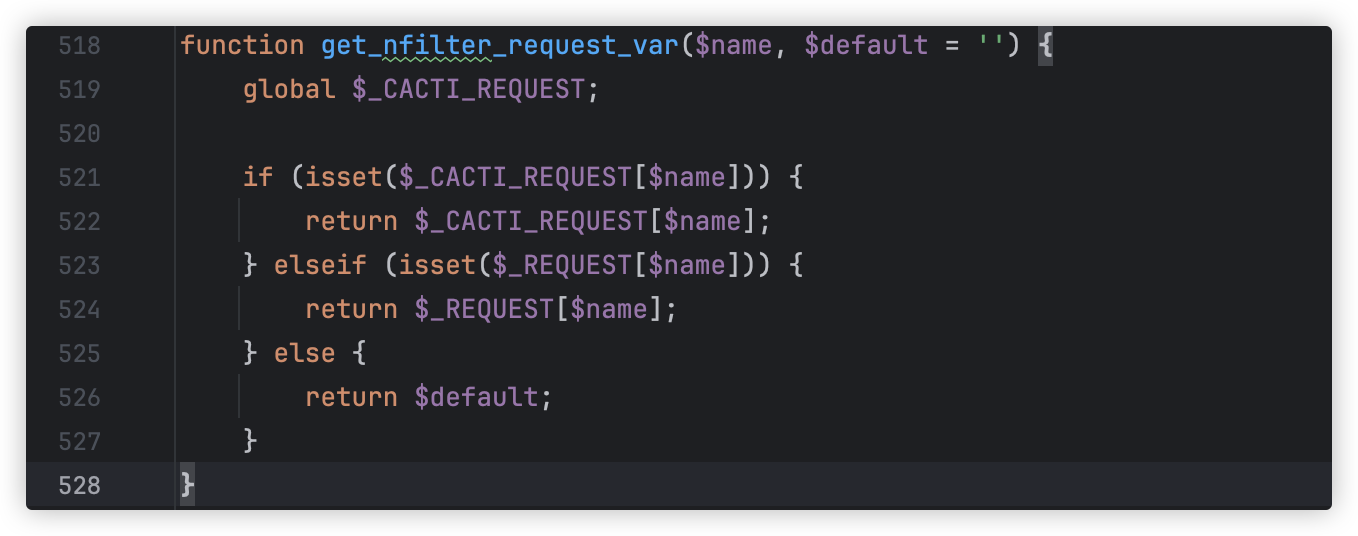 518 function get_nfilter_request_var($name, $default = '') {
519     global $_CACTI_REQUEST;
520
521     if (isset($_CACTI_REQUEST[$name])) {
522         return $_CACTI_REQUEST[$name];
523     } elseif (isset($_REQUEST[$name])) {
524         return $_REQUEST[$name];
525     } else {
526         return $default;
527     }
528 }